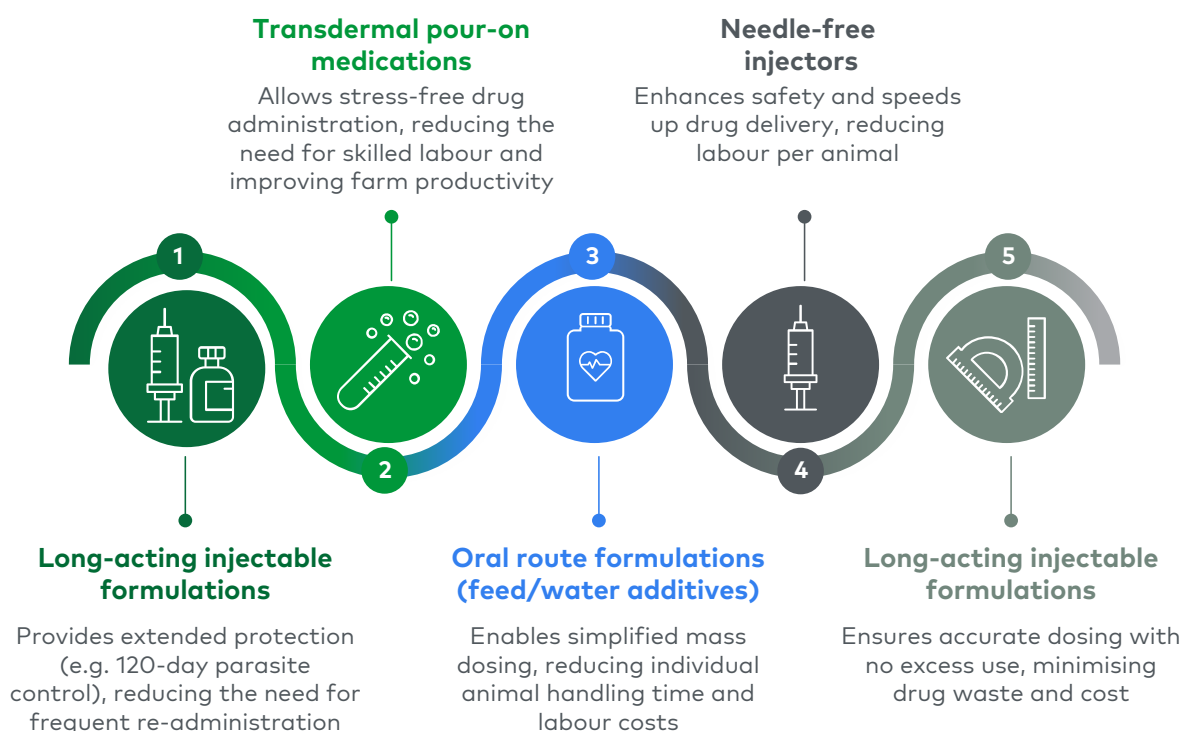 1
Long-acting injectable
formulations
Provides extended protection
(e.g. 120-day parasite
control), reducing the need for
frequent re-administration
Transdermal pour-on
medications
Allows stress-free drug
administration, reducing the
need for skilled labour and
improving farm productivity
2
3
Oral route formulations
(feed/water additives)
Enables simplified mass
dosing, reducing individual
animal handling time and
labour costs
Needle-free
injectors
Enhances safety and speeds
up drug delivery, reducing
labour per animal
4
5
Long-acting injectable
formulations
Ensures accurate dosing with
no excess use, minimising
drug waste and cost